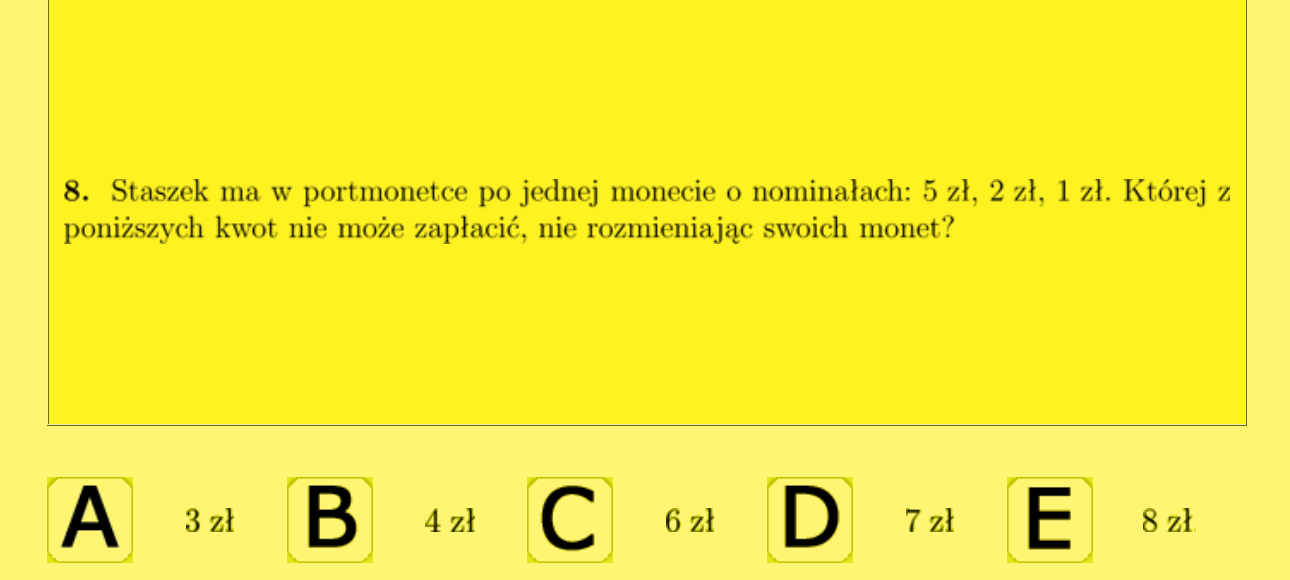 8. Staszek ma w portmonetce po jednej monecie o nominałach: 5 zł, 2 zł, 1 zł. Której z
poniższych kwot nie może zapłacić, nie rozmieniając swoich monet?
A 3 zł B 4 zł C 6 zł D 7 zł E 8 zł